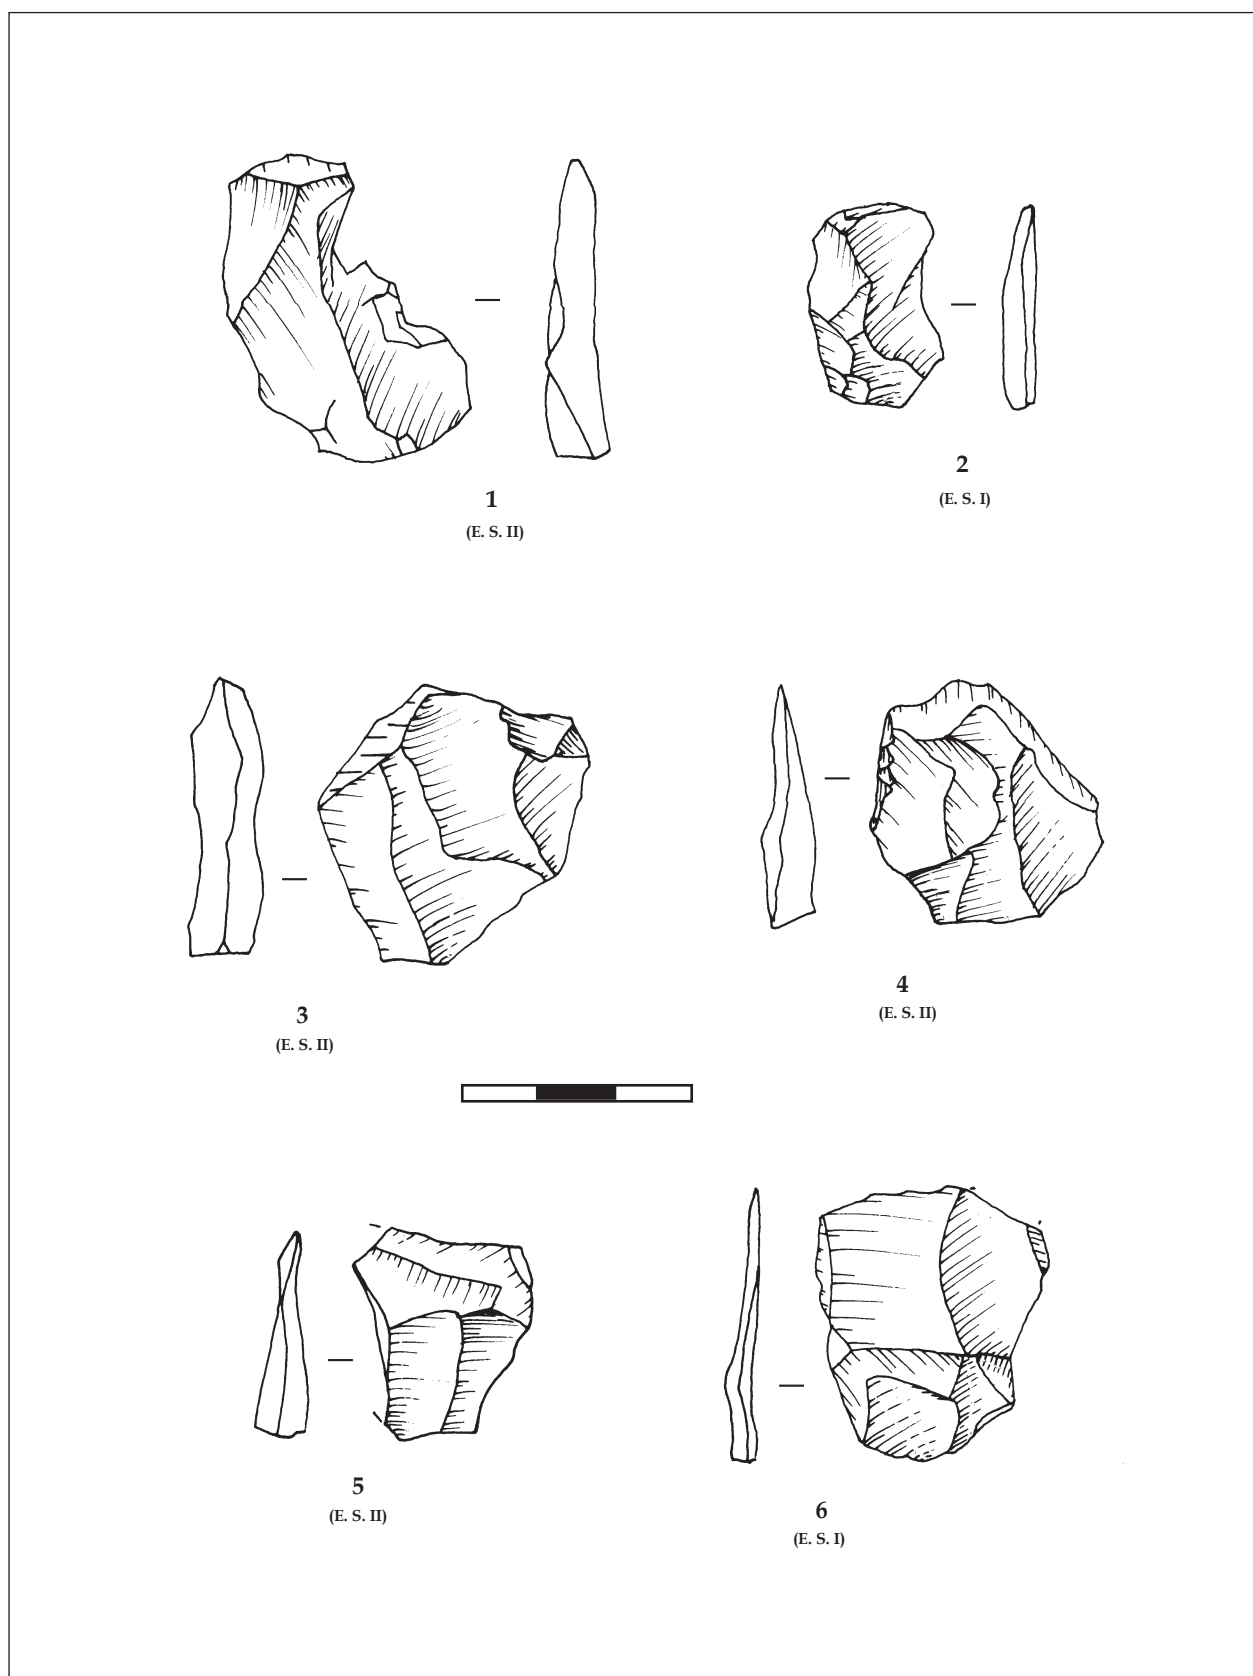 1
(E. S. II)
2
(E. S. I)
3
(E. S. II)
4
(E. S. II)
5
(E. S. II)
6
(E. S. I)